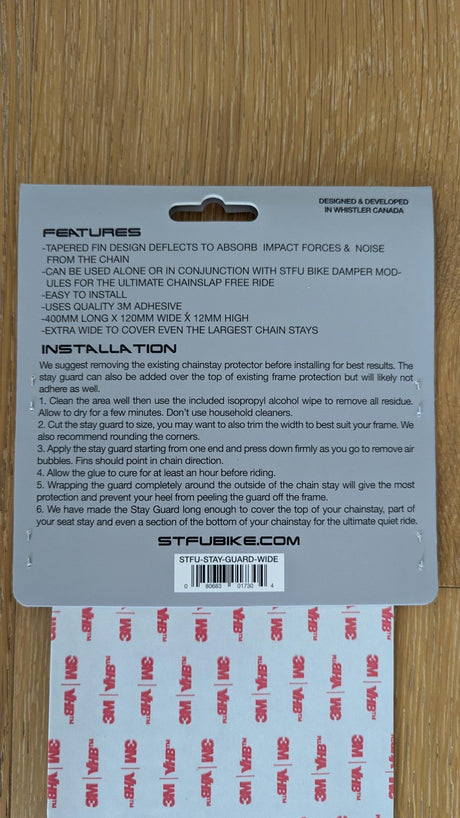 DESIGNED & DEVELOPED
IN WHISTLER CANADA
FEATURES
-TAPERED FIN DESIGN DEFLECTS TO ABSORB IMPACT FORCES & NOISE
FROM THE CHAIN
-CAN BE USED ALONE OR IN CONJUNCTION WITH STFU BIKE DAMPER MOD-
ULES FOR THE ULTIMATE CHAINSLAP FREE RIDE
-EASY TO INSTALL
-USES QUALITY 3M ADHESIVE
-400MM LONG X 120MM WIDE X 12MM HIGH
-EXTRA WIDE TO COVER EVEN THE LARGEST CHAIN STAYS
INSTALLATION
We suggest removing the existing chainstay protector before installing for best results. The
stay guard can also be added over the top of existing frame protection but will likely not
adhere as well.
1. Clean the area well then use the included isopropyl alcohol wipe to remove all residue.
Allow to dry for a few minutes. Don't use household cleaners.
2. Cut the stay guard to size, you may want to also trim the width to best suit your frame. We
also recommend rounding the corners.
3. Apply the stay guard starting from one end and press down firmly as you go to remove air
bubbles. Fins should point in chain direction.
4. Allow the glue to cure for at least an hour before riding.
5. Wrapping the guard completely around the outside of the chain stay will give the most
protection and prevent your heel from peeling the guard off the frame.
6. We have made the Stay Guard long enough to cover the top of your chainstay, part of
your seat stay and even a section of the bottom of your chainstay for the ultimate quiet ride.
STFUBIKE.COM
STFU-STAY-GUARD-WIDE
0 80683 01730 4
3M VHB™